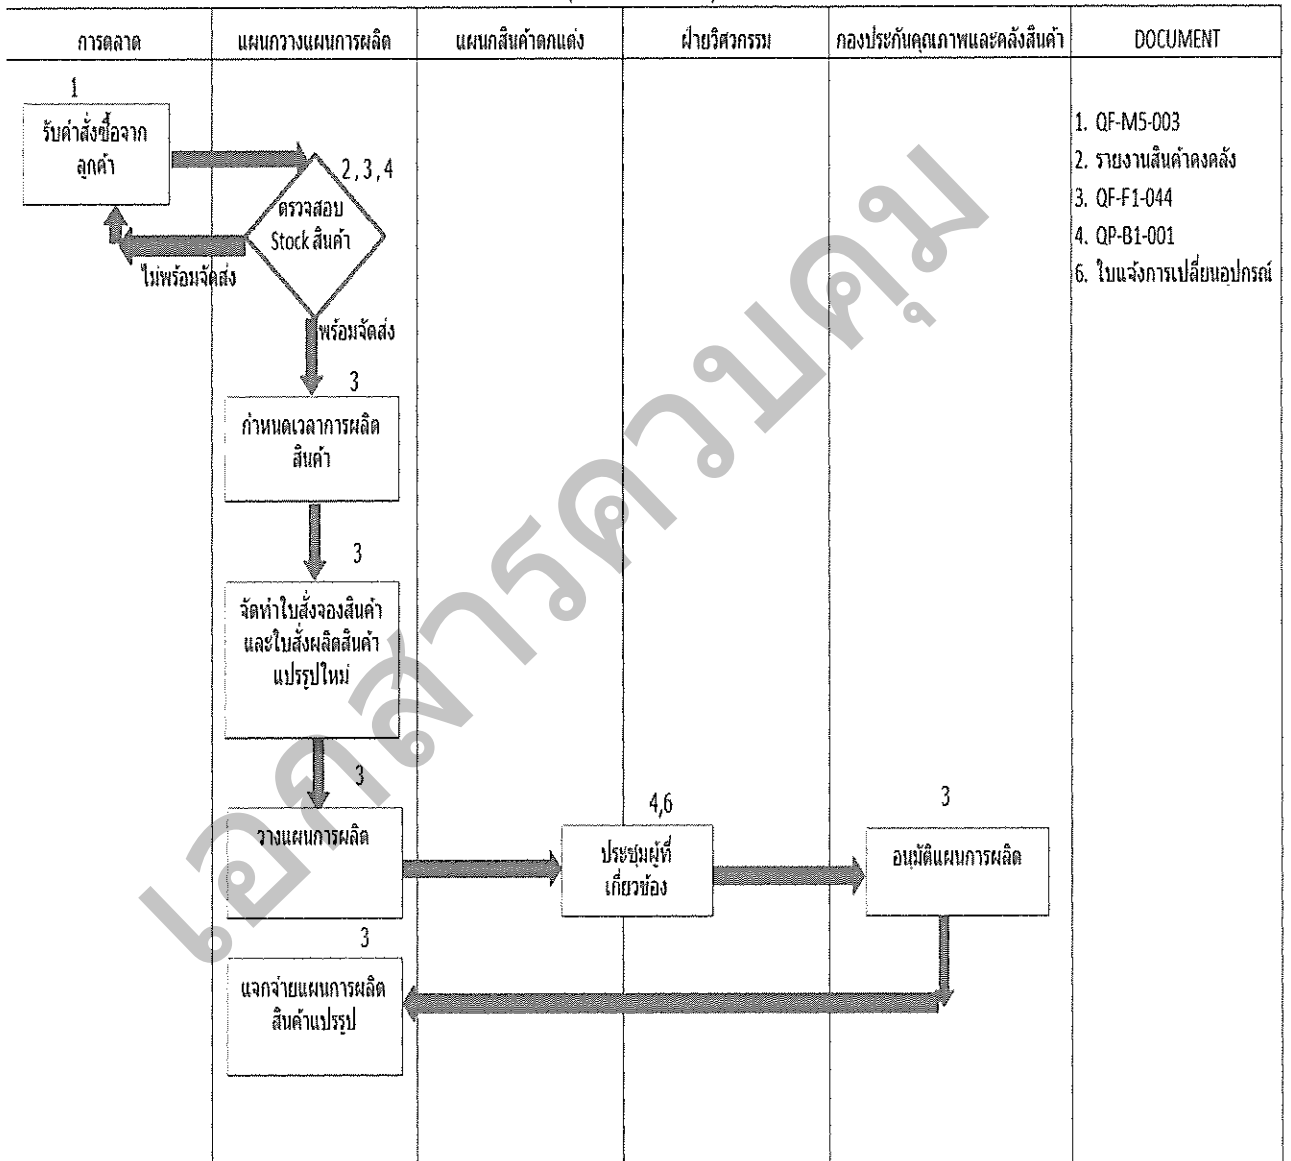 การตลาด
แผนกวางแผนการผลิต
แผนกสินค้าตกแต่ง
ฝ่ายวิศวกรรม
กองประกันคุณภาพและคลังสินค้า
DOCUMENT
1
รับคำสั่งซื้อจาก
ลูกค้า
2,3,4
ตรวจสอบ
Stock สินค้า
ไม่พร้อมจัดส่ง
พร้อมจัดส่ง
3
กำหนดเวลาการผลิต
สินค้า
3
จัดทำใบสั่งจองสินค้า
และใบสั่งผลิตสินค้า
แปรรูปใหม่
3
วางแผนการผลิต
4,6
ประชุมผู้ที่
เกี่ยวข้อง
3
อนุมัติแผนการผลิต
3
แจกจ่ายแผนการผลิต
สินค้าแปรรูป
1. QF-M5-003
2. รายงานสินค้าคงคลัง
3. QF-F1-044
4. QP-B1-001
6. ใบแจ้งการเปลี่ยนอุปกรณ์
เอกสารควบคุม